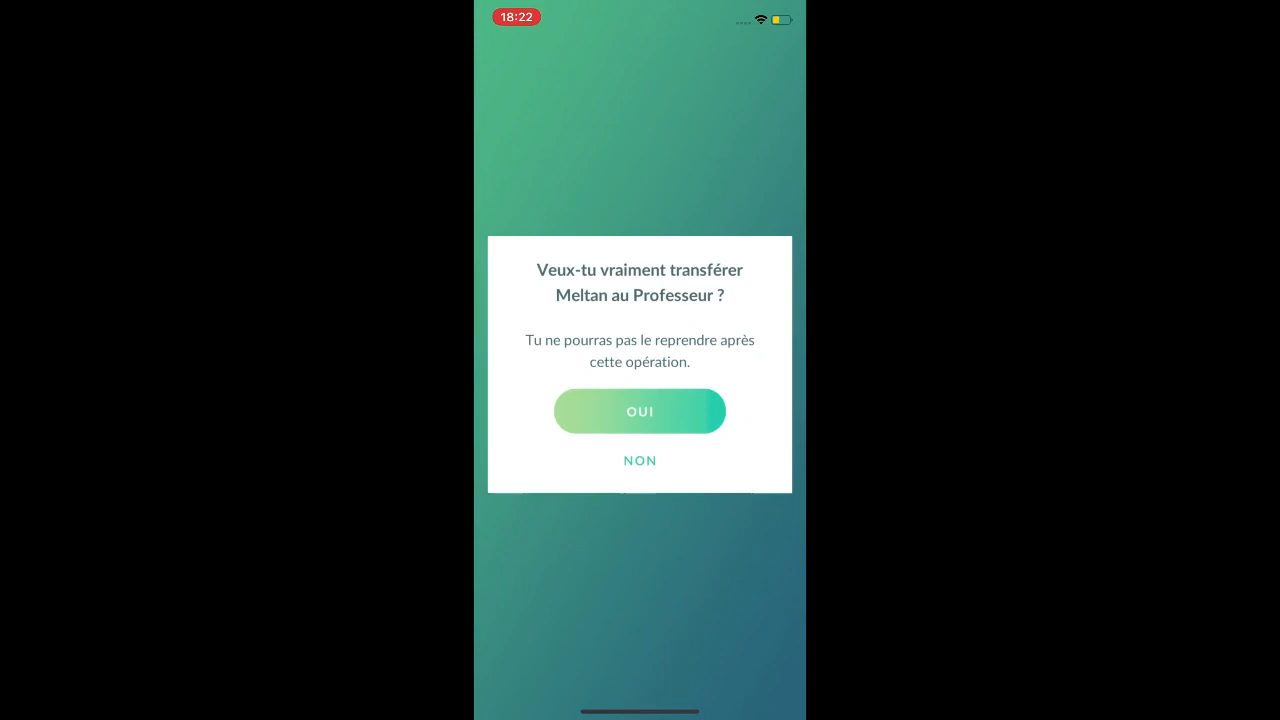 18:22
Veux-tu vraiment transférer
Meltan au Professeur ?
Tu ne pourras pas le reprendre après
cette opération.
OUI
NON